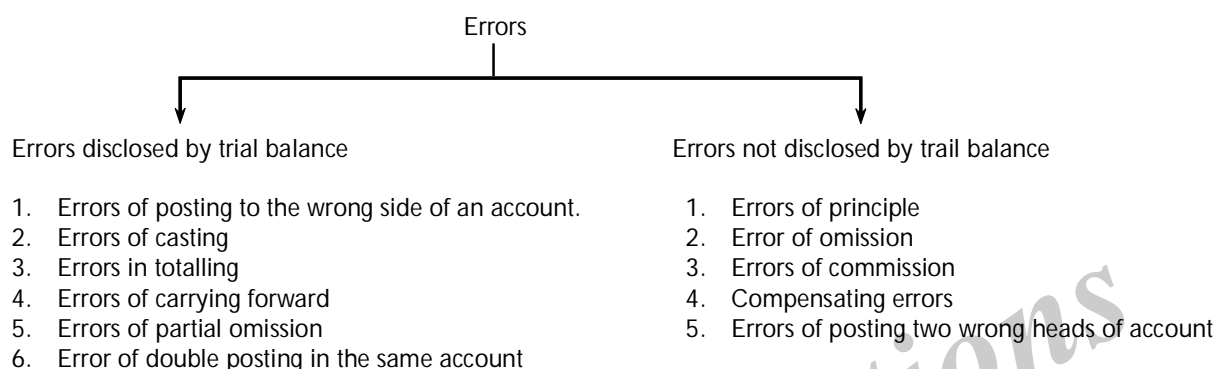 Errors
Errors disclosed by trial balance
1. Errors of posting to the wrong side of an account.
2. Errors of casting
3. Errors in totalling
4. Errors of carrying forward
5. Errors of partial omission
6. Error of double posting in the same account
Errors not disclosed by trail balance
1. Errors of principle
2. Error of omission
3. Errors of commission
4. Compensating errors
5. Errors of posting two wrong heads of account